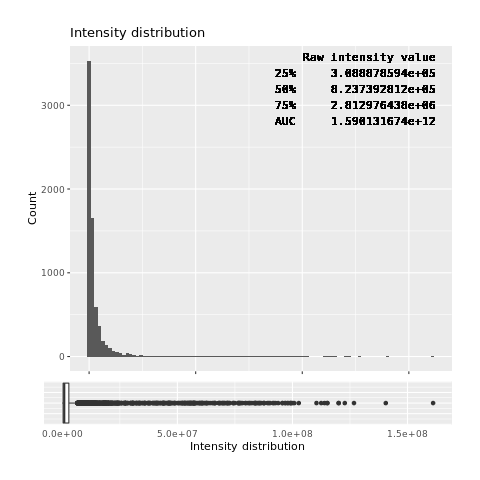 Intensity distribution
Raw intensity value
25% 3.088878594e+05
50% 8.237392812e+05
75% 2.812976438e+06
AUC 1.590131674e+12
3000
2000
1000
0
Count
0.0e+00 5.0e+07 1.0e+08 1.5e+08
Intensity distribution